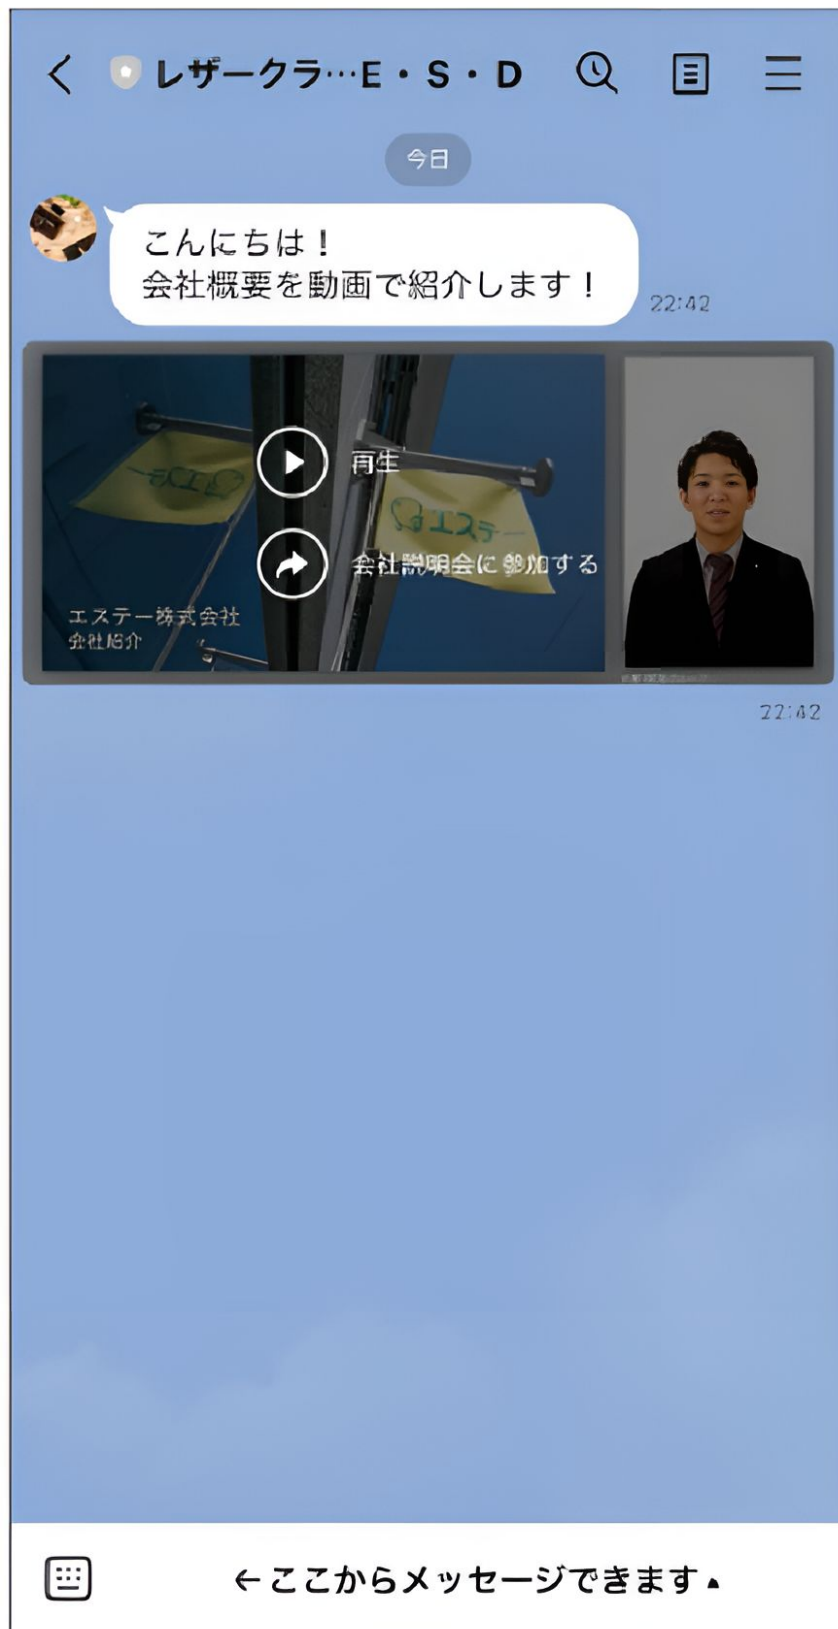 レザークラ…E・S・D
今日
こんにちは！
会社概要を動画で紹介します！
22:42
再生
エステー
会社説明会に参加する
エステー株式会社
会社紹介
22:42
←ここからメッセージできます▲